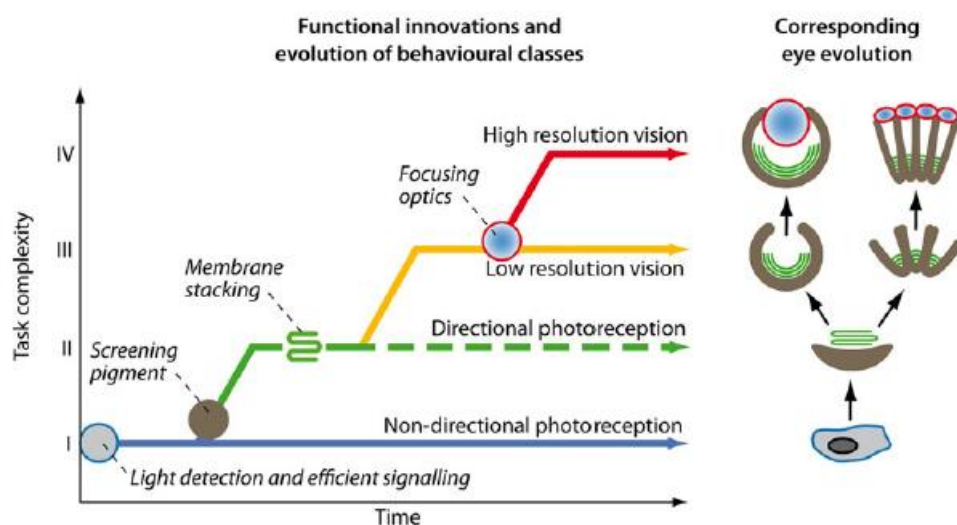 Functional innovations and
evolution of behavioural classes
Corresponding
eye evolution
Task complexity
IV
High resolution vision
Focusing
optics
III
Low resolution vision
Membrane
stacking
II
Directional photoreception
Screening
pigment
I
Non-directional photoreception
Light detection and efficient signalling
Time